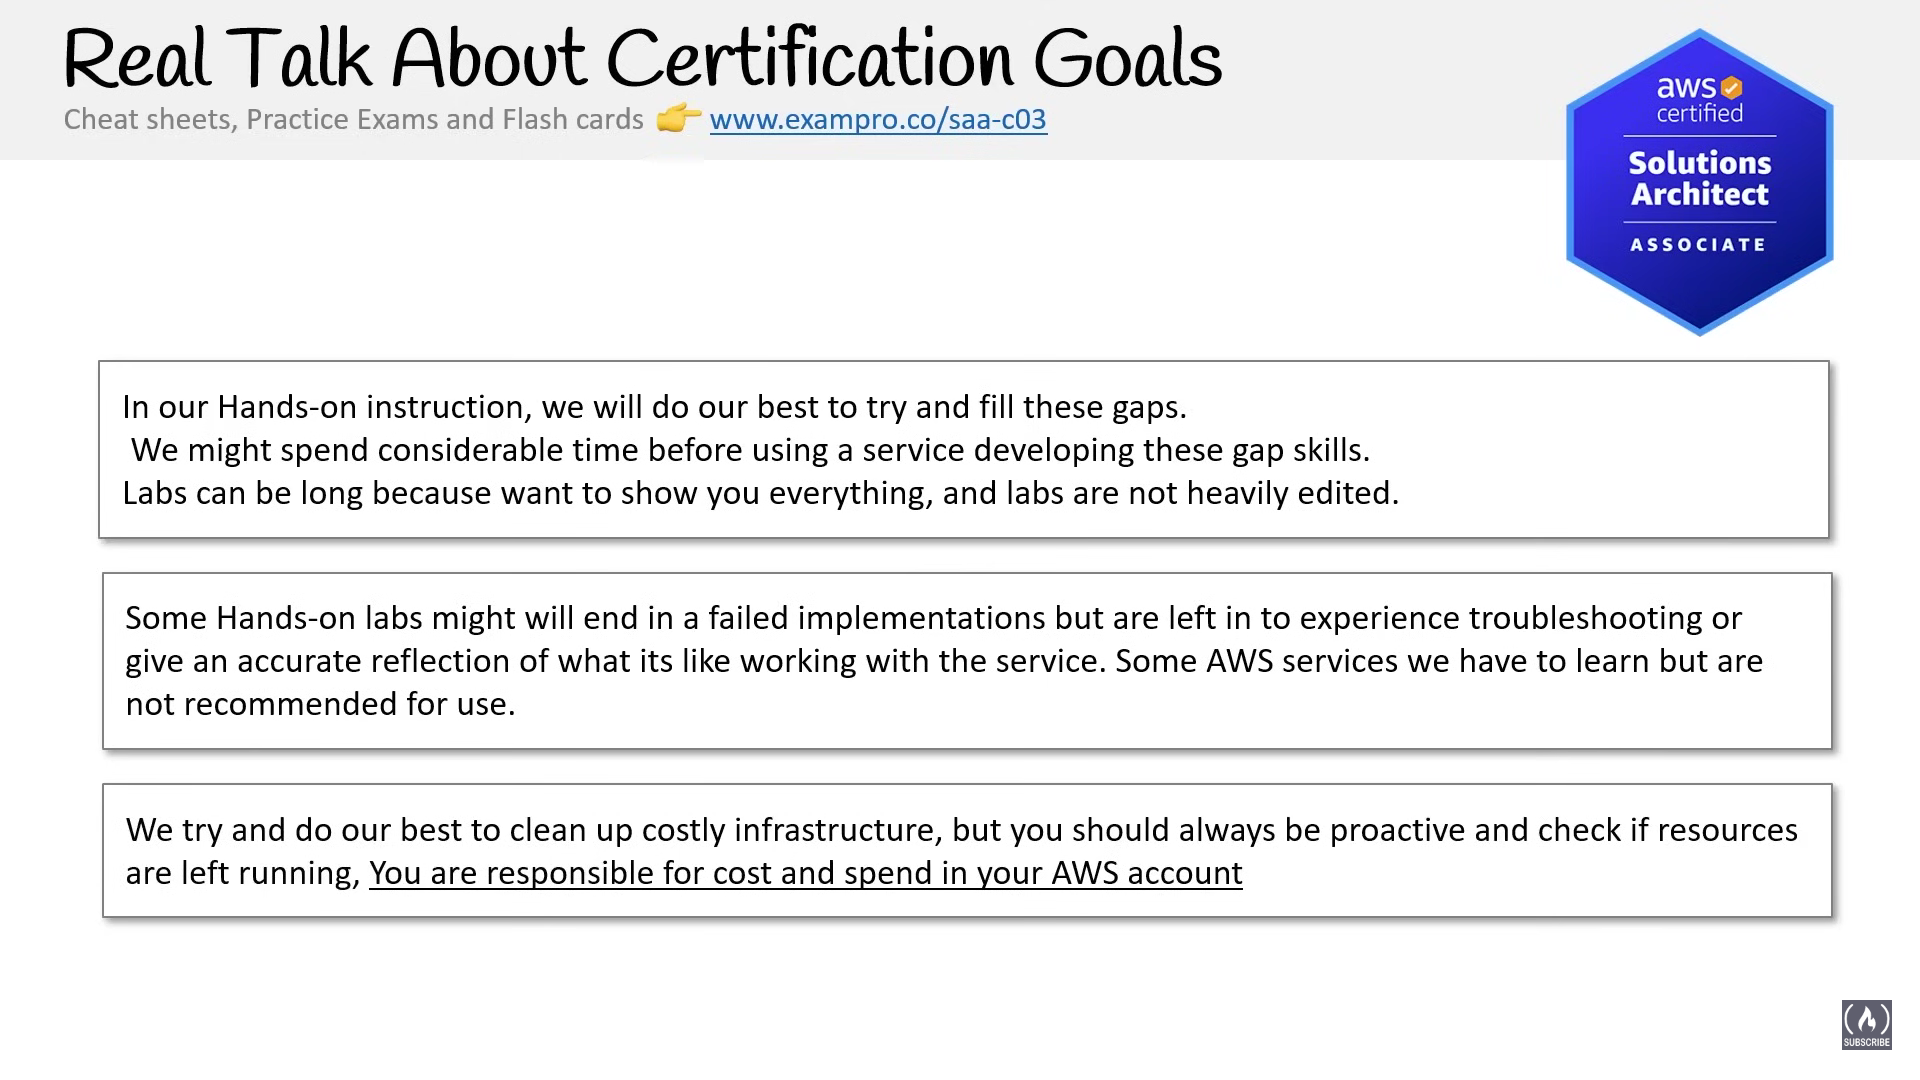 Real Talk About Certification Goals
Cheat sheets, Practice Exams and Flash cards 👉 www.exampro.co/saa-c03
aws
certified
Solutions
Architect
ASSOCIATE
In our Hands-on instruction, we will do our best to try and fill these gaps.
We might spend considerable time before using a service developing these gap skills.
Labs can be long because want to show you everything, and labs are not heavily edited.
Some Hands-on labs might will end in a failed implementations but are left in to experience troubleshooting or
give an accurate reflection of what its like working with the service. Some AWS services we have to learn but are
not recommended for use.
We try and do our best to clean up costly infrastructure, but you should always be proactive and check if resources
are left running, You are responsible for cost and spend in your AWS account
SUBSCRIBE